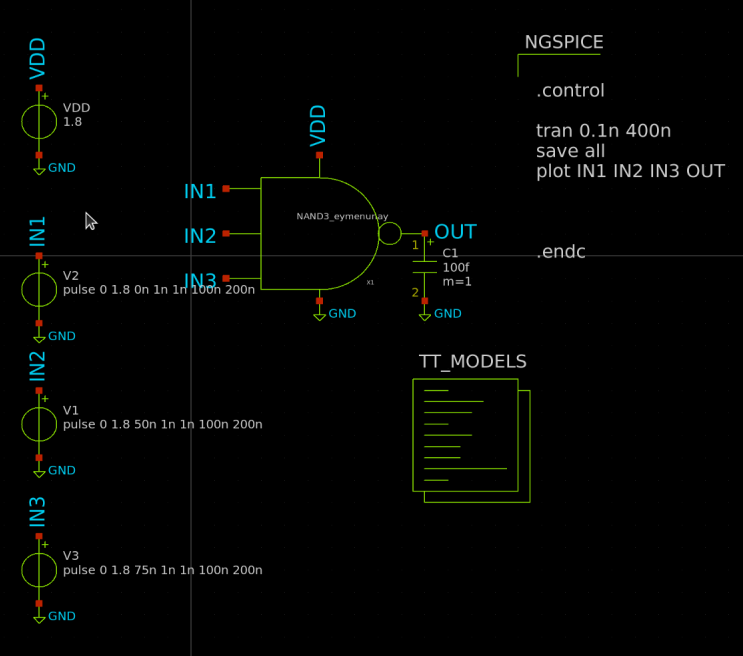 VDD
+
VDD
1.8
GND
IN1
+
V2
pulse 0 1.8 0n 1n 1n 100n 200n
GND
IN2
+
V1
pulse 0 1.8 50n 1n 1n 100n 200n
GND
IN3
+
V3
pulse 0 1.8 75n 1n 1n 100n 200n
GND
VDD
IN1
IN2
IN3
NAND3_eymenunay
X1
GND
OUT
1
+
C1
100f
m=1
2
GND
NGSPICE
.control
tran 0.1n 400n
save all
plot IN1 IN2 IN3 OUT
.endc
TT_MODELS